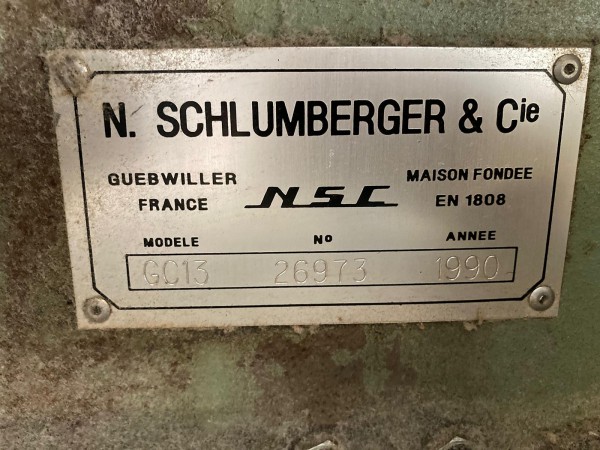 N. SCHLUMBERGER & Cie
GUEBWILLER FRANCE
NSC
MAISON FONDEE EN 1808
MODELE No ANNEE
GC13 26973 1990